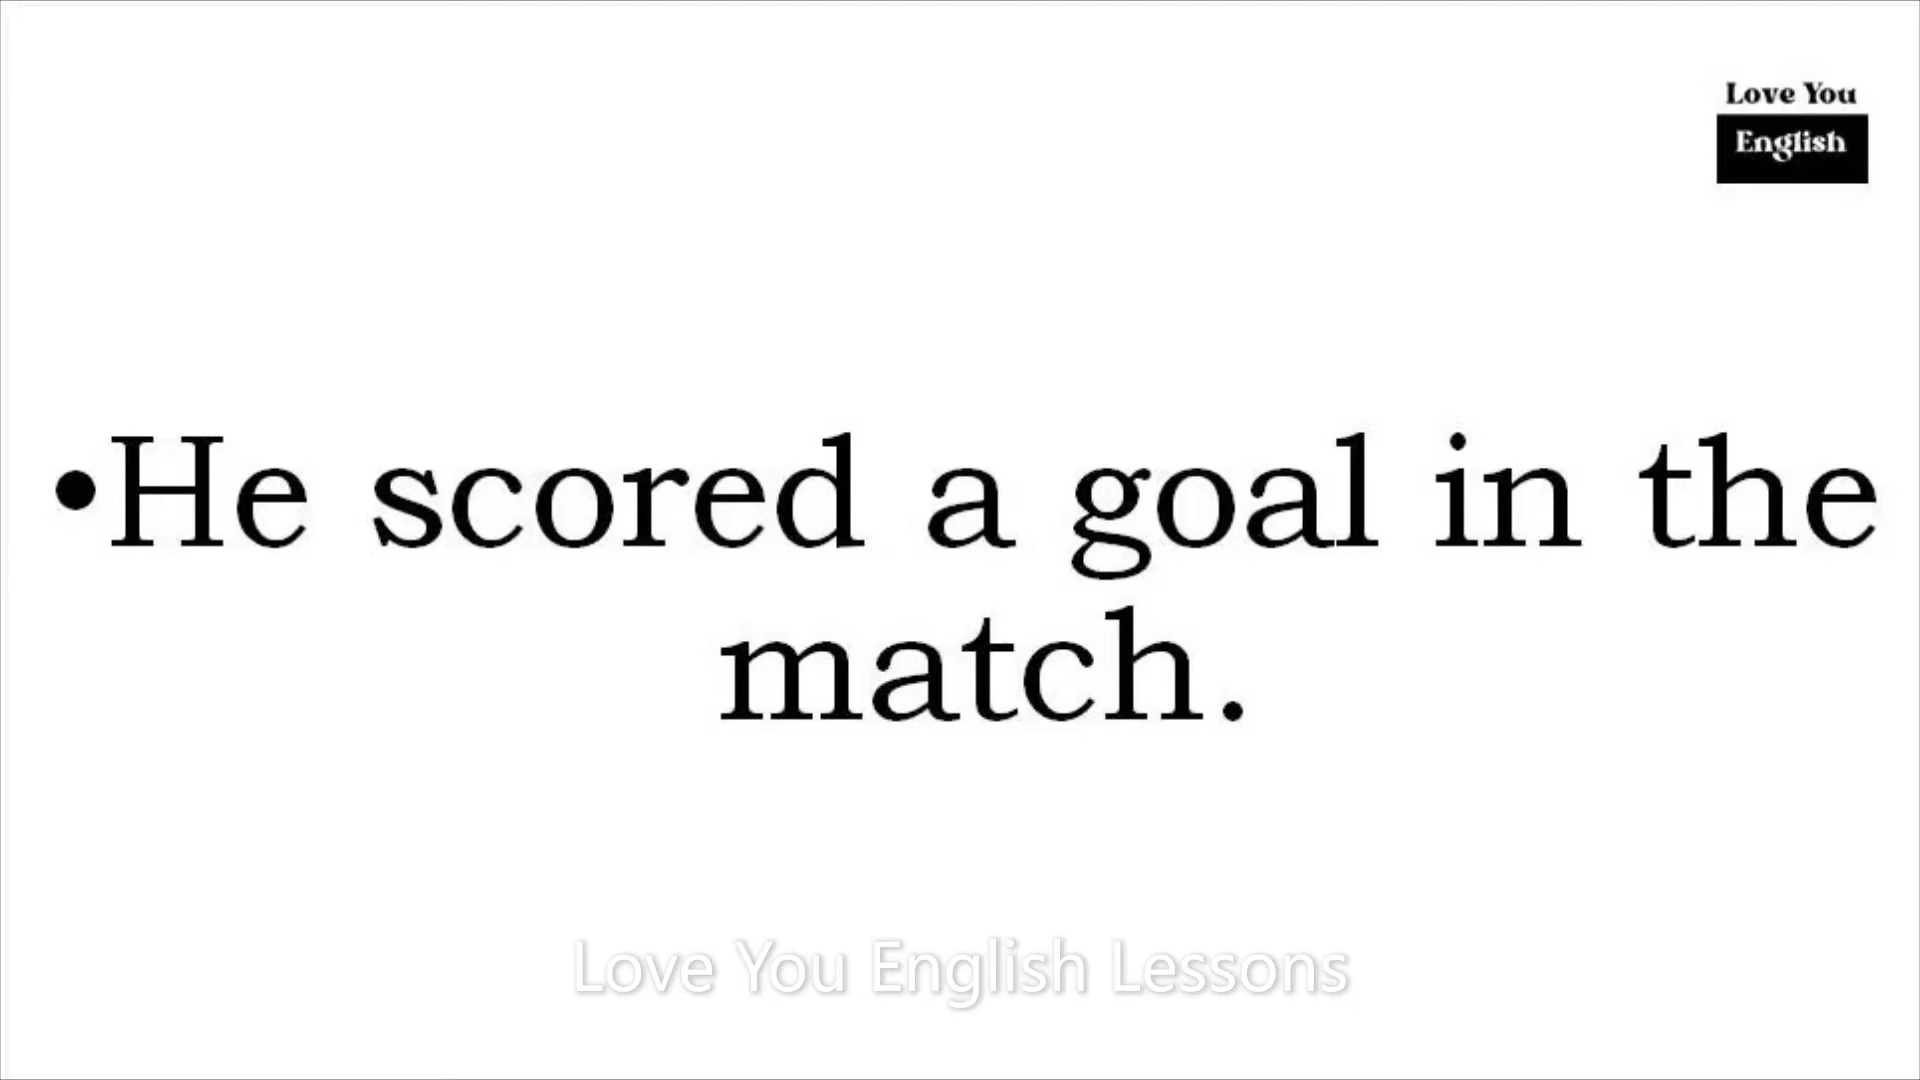 Love You
English
•He scored a goal in the
match.
Love You English Lessons